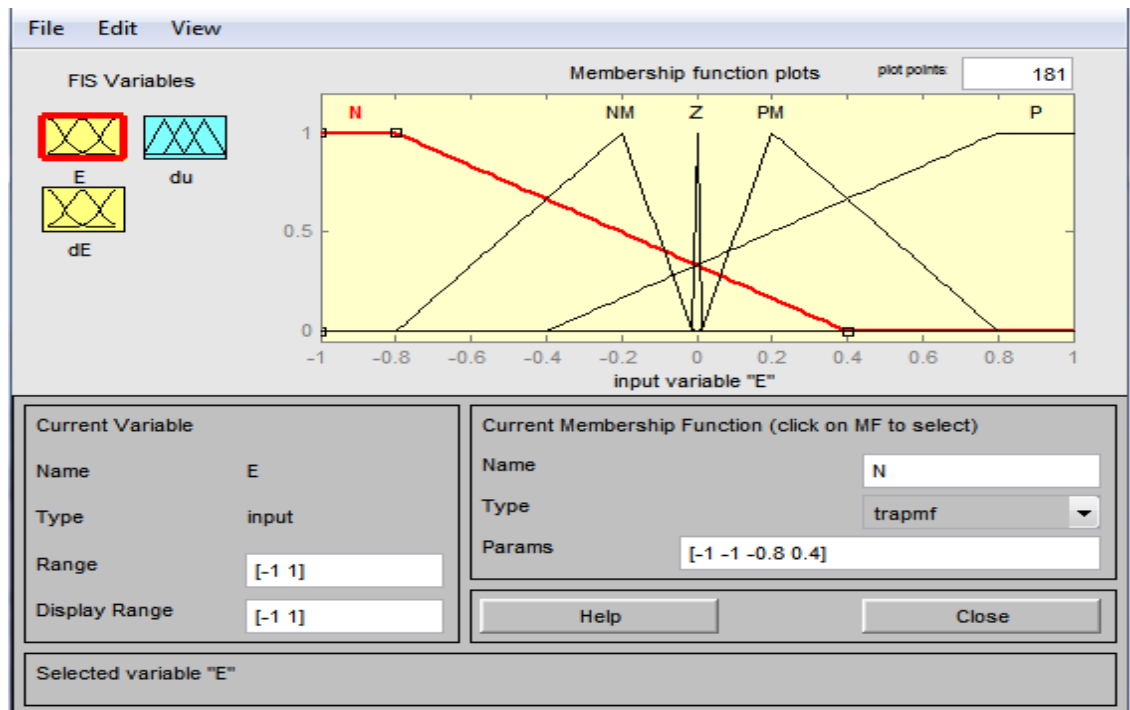 File Edit View
FIS Variables
E
du
dE
Membership function plots
plot points:
181
N NM Z PM P
1
0.5
0
-1 -0.8 -0.6 -0.4 -0.2 0 0.2 0.4 0.6 0.8 1
input variable "E"
Current Variable
Name E
Type input
Range [-1 1]
Display Range [-1 1]
Current Membership Function (click on MF to select)
Name N
Type trapmf
Params [-1 -1 -0.8 0.4]
Help Close
Selected variable "E"